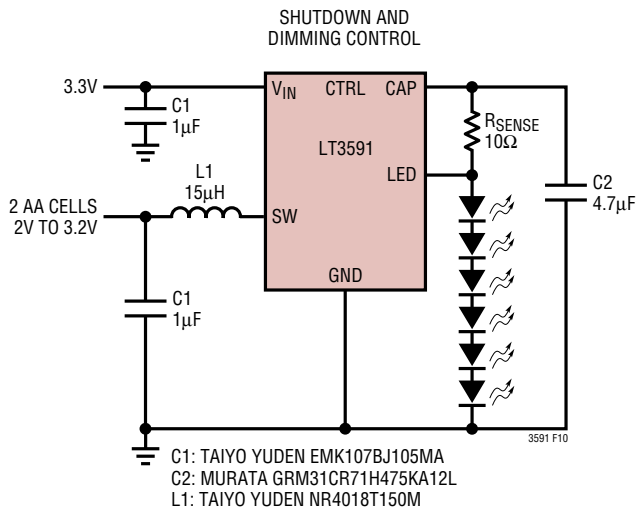 SHUTDOWN AND
DIMMING CONTROL
3.3V
VIN
CTRL
CAP
C1
1µF
RSENSE
10Ω
LT3591
L1
15µH
LED
C2
4.7µF
2 AA CELLS
2V TO 3.2V
SW
GND
C1
1µF
3591 F10
C1: TAIYO YUDEN EMK107BJ105MA
C2: MURATA GRM31CR71H475KA12L
L1: TAIYO YUDEN NR4018T150M